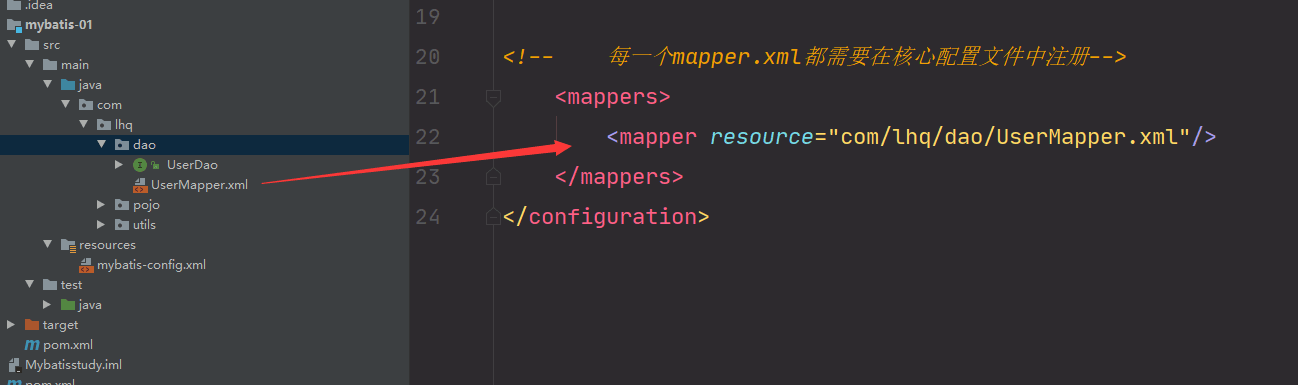 .idea
mybatis-01
src
main
java
com
lhq
dao
UserDao
UserMapper.xml
pojo
utils
resources
mybatis-config.xml
test
java
target
pom.xml
Mybatisstudy.iml
pom.xml
19
20 <!-- 每一个mapper.xml都需要在核心配置文件中注册-->
21 <mappers>
22 <mapper resource="com/lhq/dao/UserMapper.xml"/>
23 </mappers>
24 </configuration>